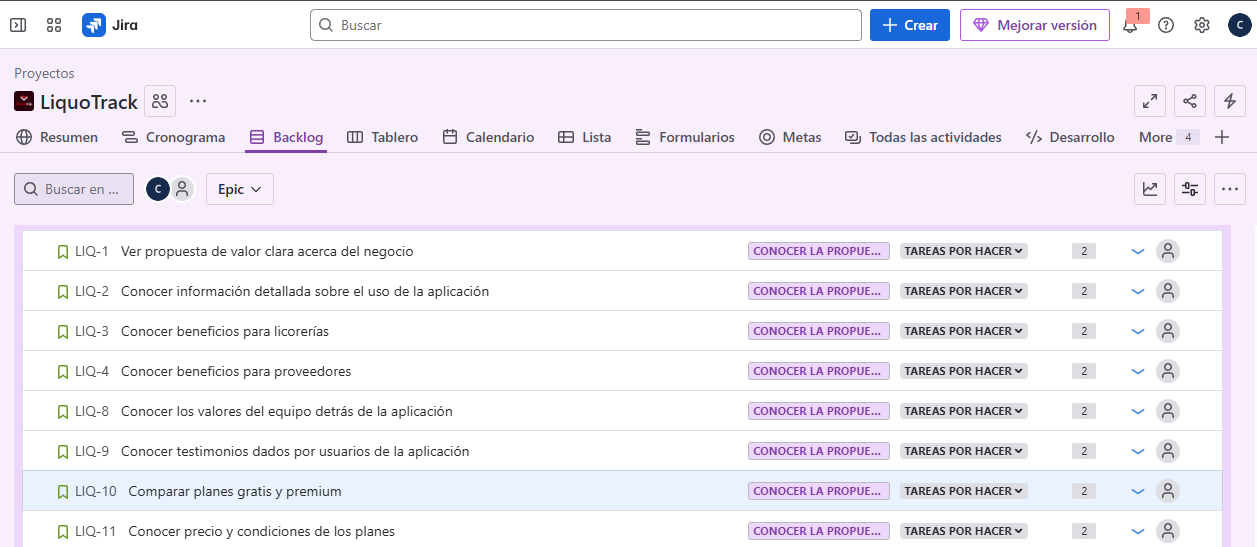 Jira
Buscar
Crear
Mejorar versión
1
C
Proyectos
LiquoTrack
Resumen
Cronograma
Backlog
Tablero
Calendario
Lista
Formularios
Metas
Todas las actividades
Desarrollo
More 4
Buscar en ...
C
Epic
LIQ-1 Ver propuesta de valor clara acerca del negocio CONOCER LA PROPUE... TAREAS POR HACER 2
LIQ-2 Conocer información detallada sobre el uso de la aplicación CONOCER LA PROPUE... TAREAS POR HACER 2
LIQ-3 Conocer beneficios para licorerías CONOCER LA PROPUE... TAREAS POR HACER 2
LIQ-4 Conocer beneficios para proveedores CONOCER LA PROPUE... TAREAS POR HACER 2
LIQ-8 Conocer los valores del equipo detrás de la aplicación CONOCER LA PROPUE... TAREAS POR HACER 2
LIQ-9 Conocer testimonios dados por usuarios de la aplicación CONOCER LA PROPUE... TAREAS POR HACER 2
LIQ-10 Comparar planes gratis y premium CONOCER LA PROPUE... TAREAS POR HACER 2
LIQ-11 Conocer precio y condiciones de los planes CONOCER LA PROPUE... TAREAS POR HACER 2